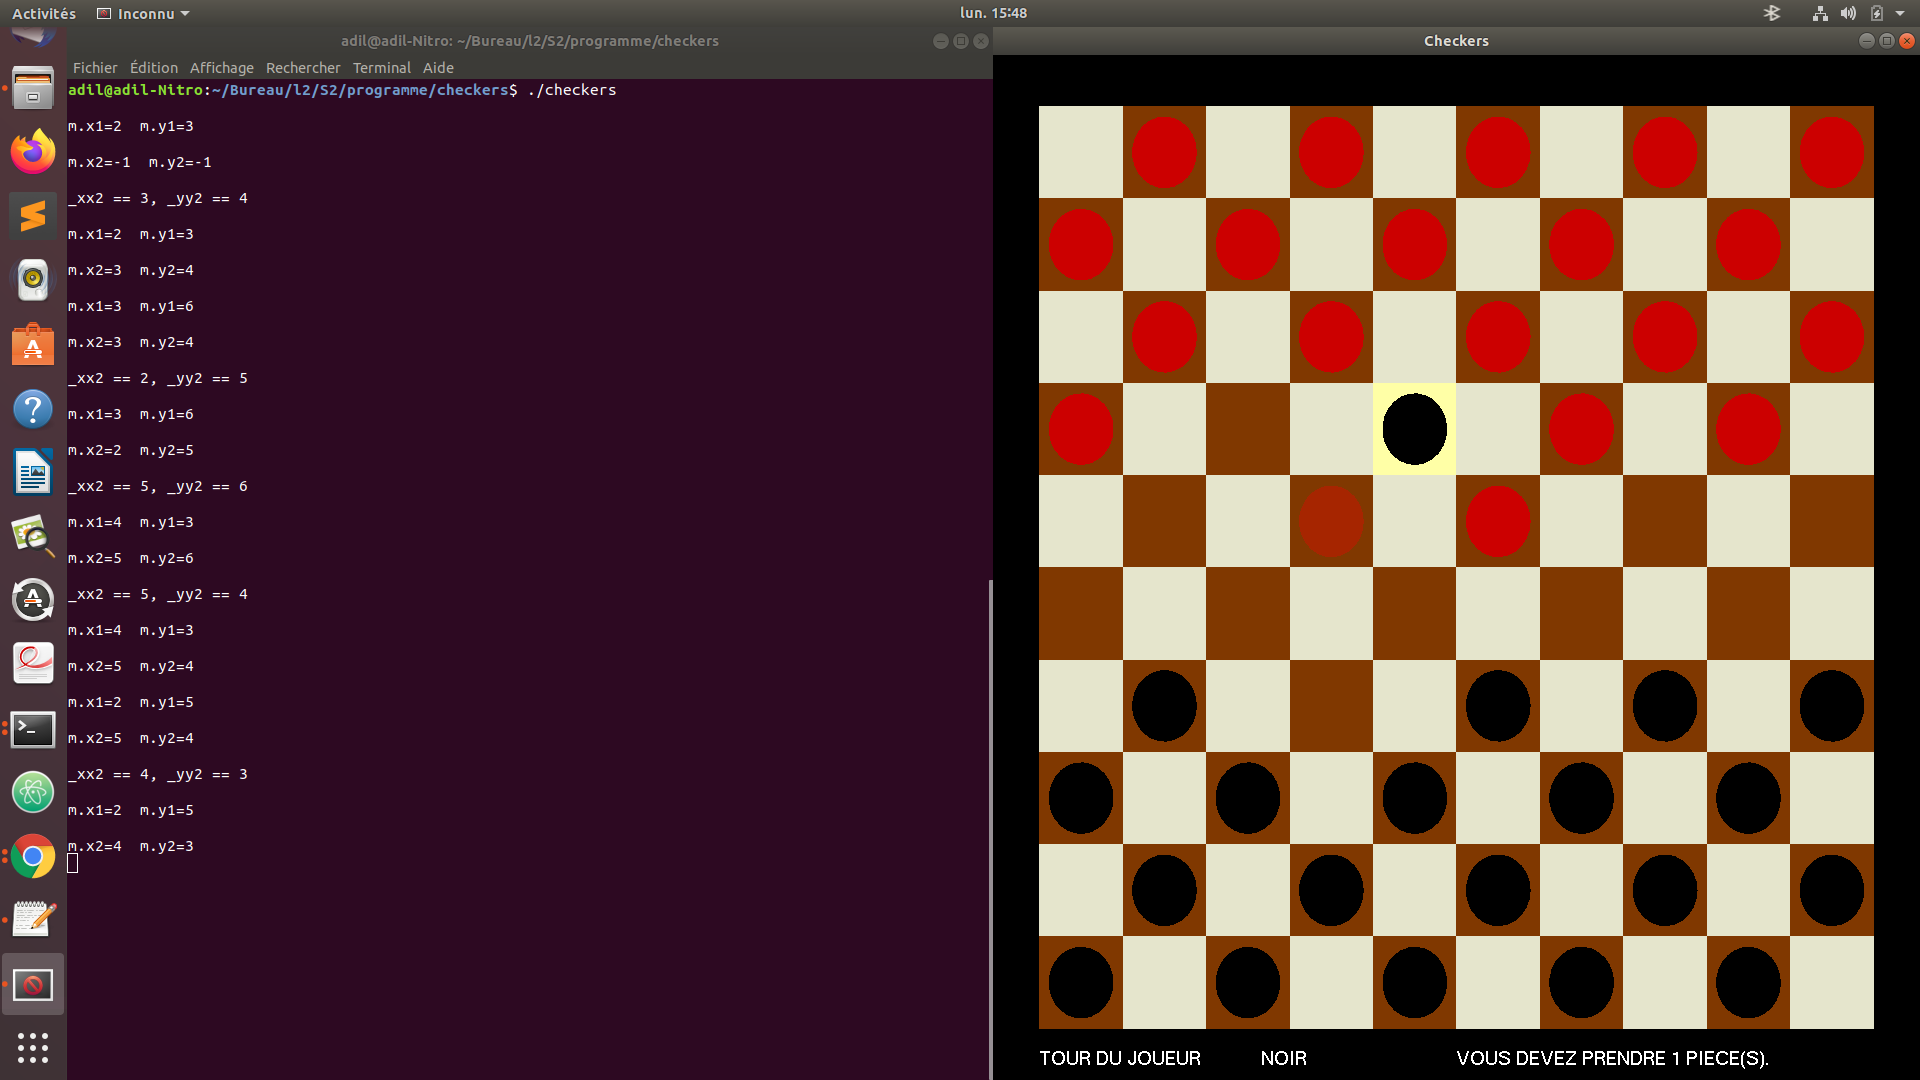 Activités Inconnu lun. 15:48
adil@adil-Nitro: ~/Bureau/l2/S2/programme/checkers
Fichier Édition Affichage Rechercher Terminal Aide
adil@adil-Nitro:~/Bureau/l2/S2/programme/checkers$ ./checkers
m.x1=2 m.y1=3
m.x2=-1 m.y2=-1
_xx2 == 3, _yy2 == 4
m.x1=2 m.y1=3
m.x2=3 m.y2=4
m.x1=3 m.y1=6
m.x2=3 m.y2=4
_xx2 == 2, _yy2 == 5
m.x1=3 m.y1=6
m.x2=2 m.y2=5
_xx2 == 5, _yy2 == 6
m.x1=4 m.y1=3
m.x2=5 m.y2=6
_xx2 == 5, _yy2 == 4
m.x1=4 m.y1=3
m.x2=5 m.y2=4
m.x1=2 m.y1=5
m.x2=5 m.y2=4
_xx2 == 4, _yy2 == 3
m.x1=2 m.y1=5
m.x2=4 m.y2=3
Checkers
TOUR DU JOUEUR NOIR VOUS DEVEZ PRENDRE 1 PIECE(S).